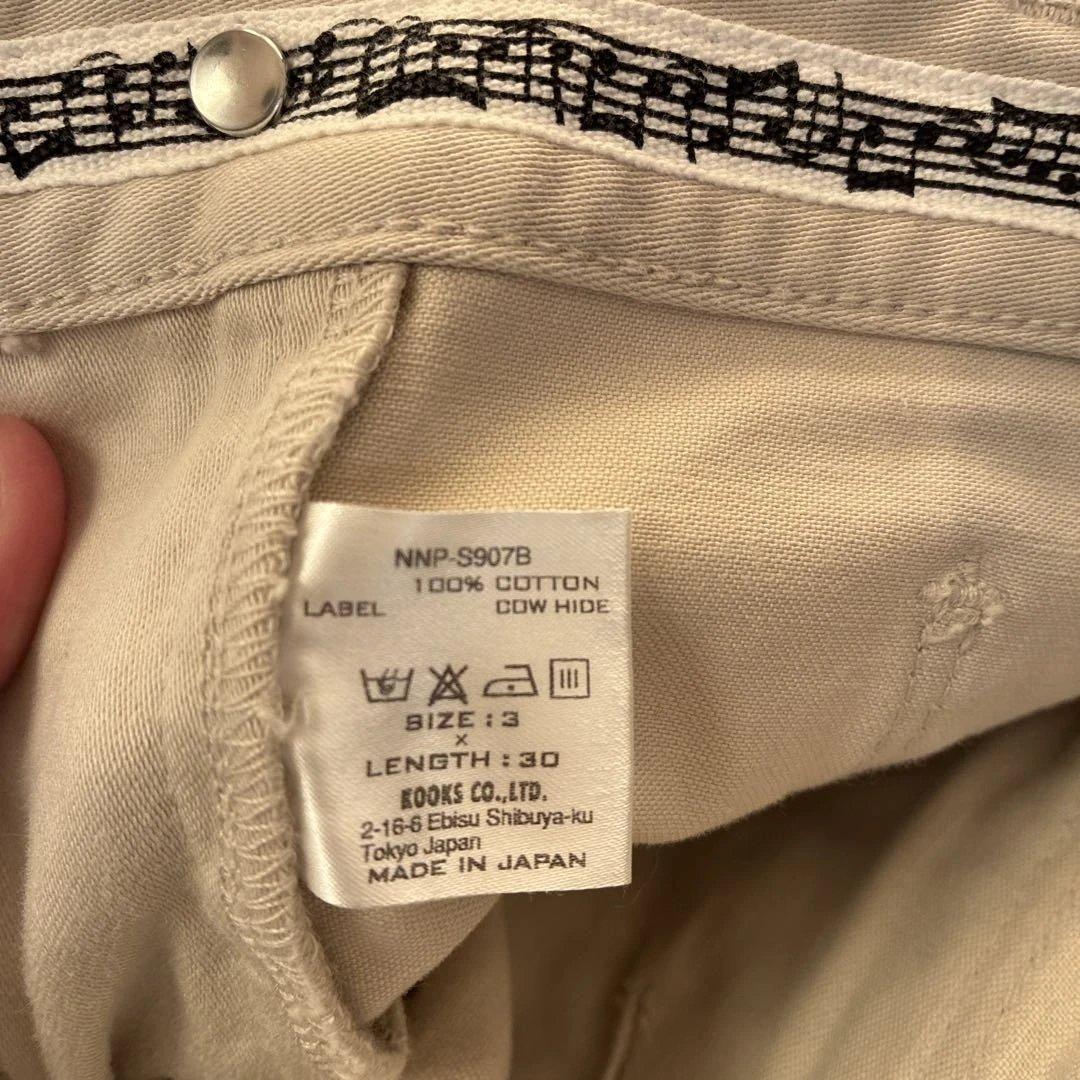 NNP-S907B
100% COTTON
LABEL COW HIDE
SIZE : 3
×
LENGTH : 30
KOOKS CO.,LTD.
2-16-6 Ebisu Shibuya-ku
Tokyo Japan
MADE IN JAPAN